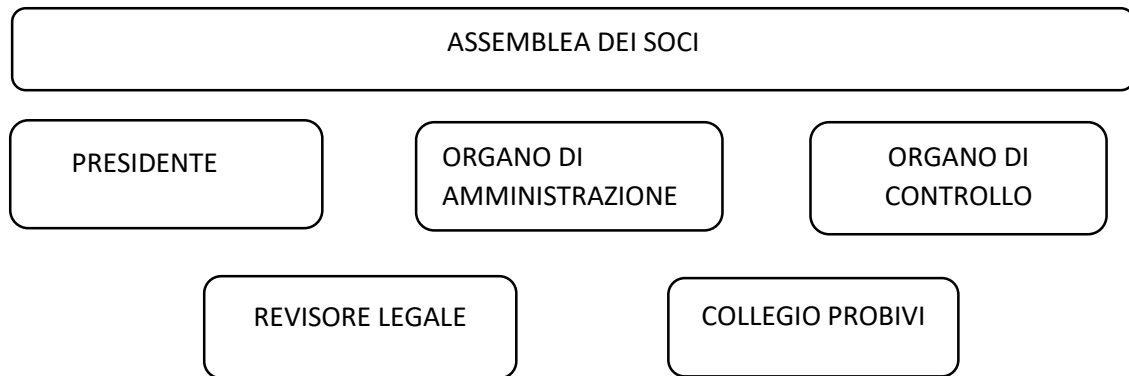 ASSEMBLEA DEI SOCI
PRESIDENTE
ORGANO DI
AMMINISTRAZIONE
ORGANO DI
CONTROLLO
REVISORE LEGALE
COLLEGIO PROBIVI